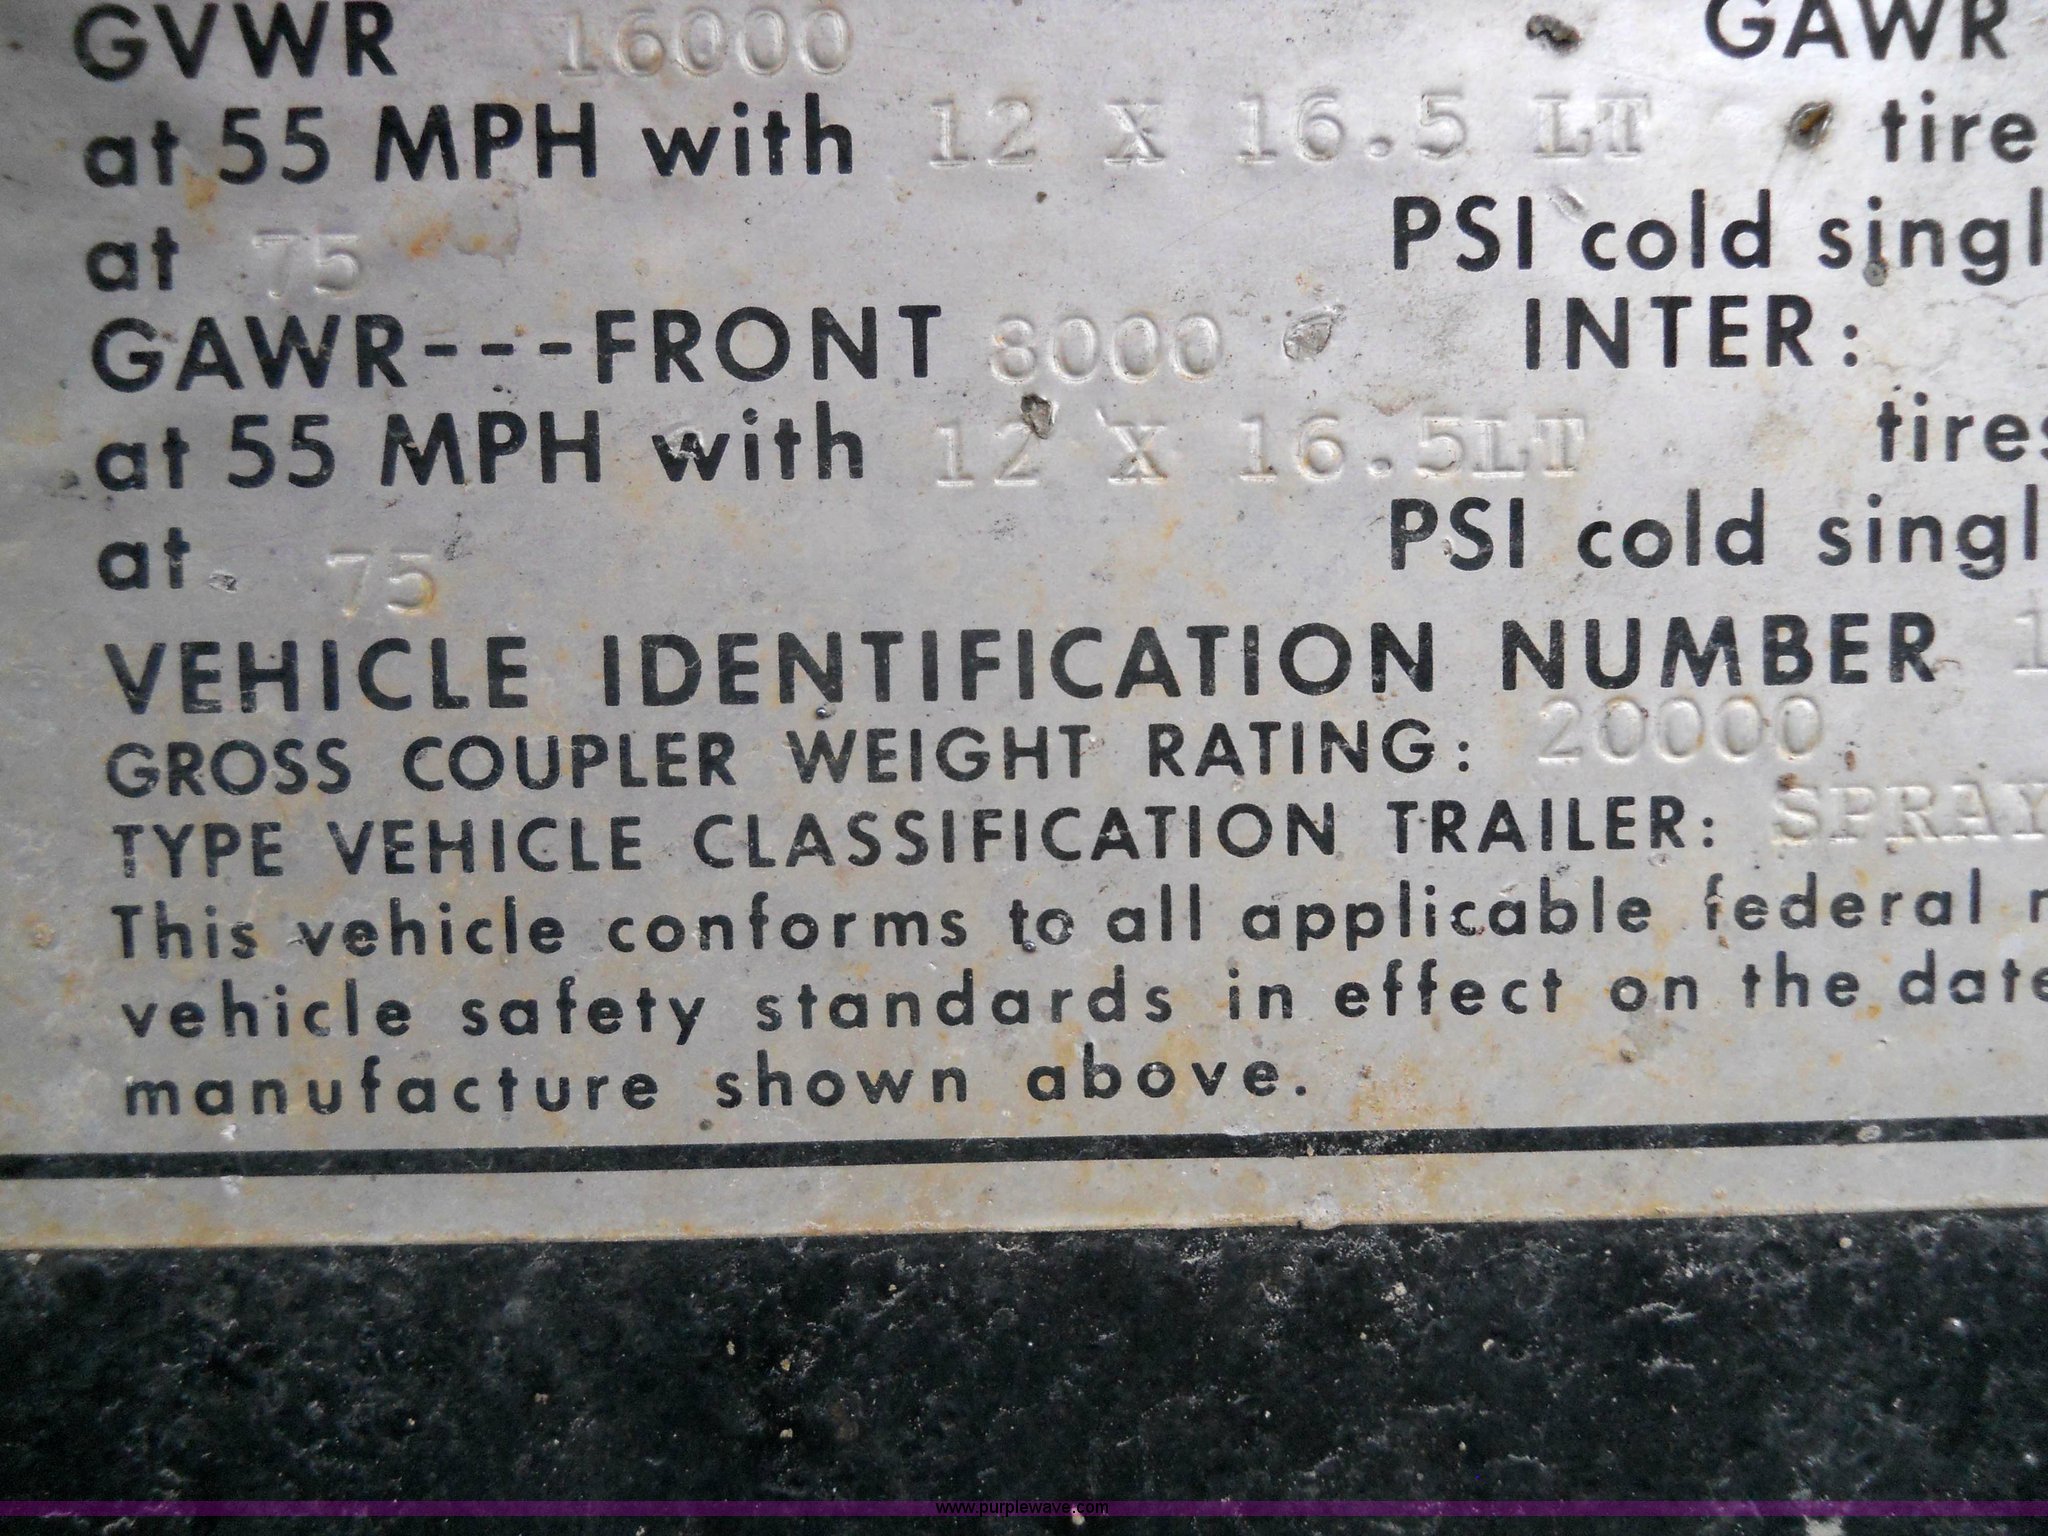 GVWR 16000 GAWR
at 55 MPH with 12 X 16.5 LT tire
at 75 PSI cold singl
GAWR---FRONT 8000 INTER:
at 55 MPH with 12 X 16.5LT tires
at 75 PSI cold singl
VEHICLE IDENTIFICATION NUMBER 1
GROSS COUPLER WEIGHT RATING: 20000
TYPE VEHICLE CLASSIFICATION TRAILER: SPRAY
This vehicle conforms to all applicable federal
vehicle safety standards in effect on the date
manufacture shown above.
www.purplewave.com